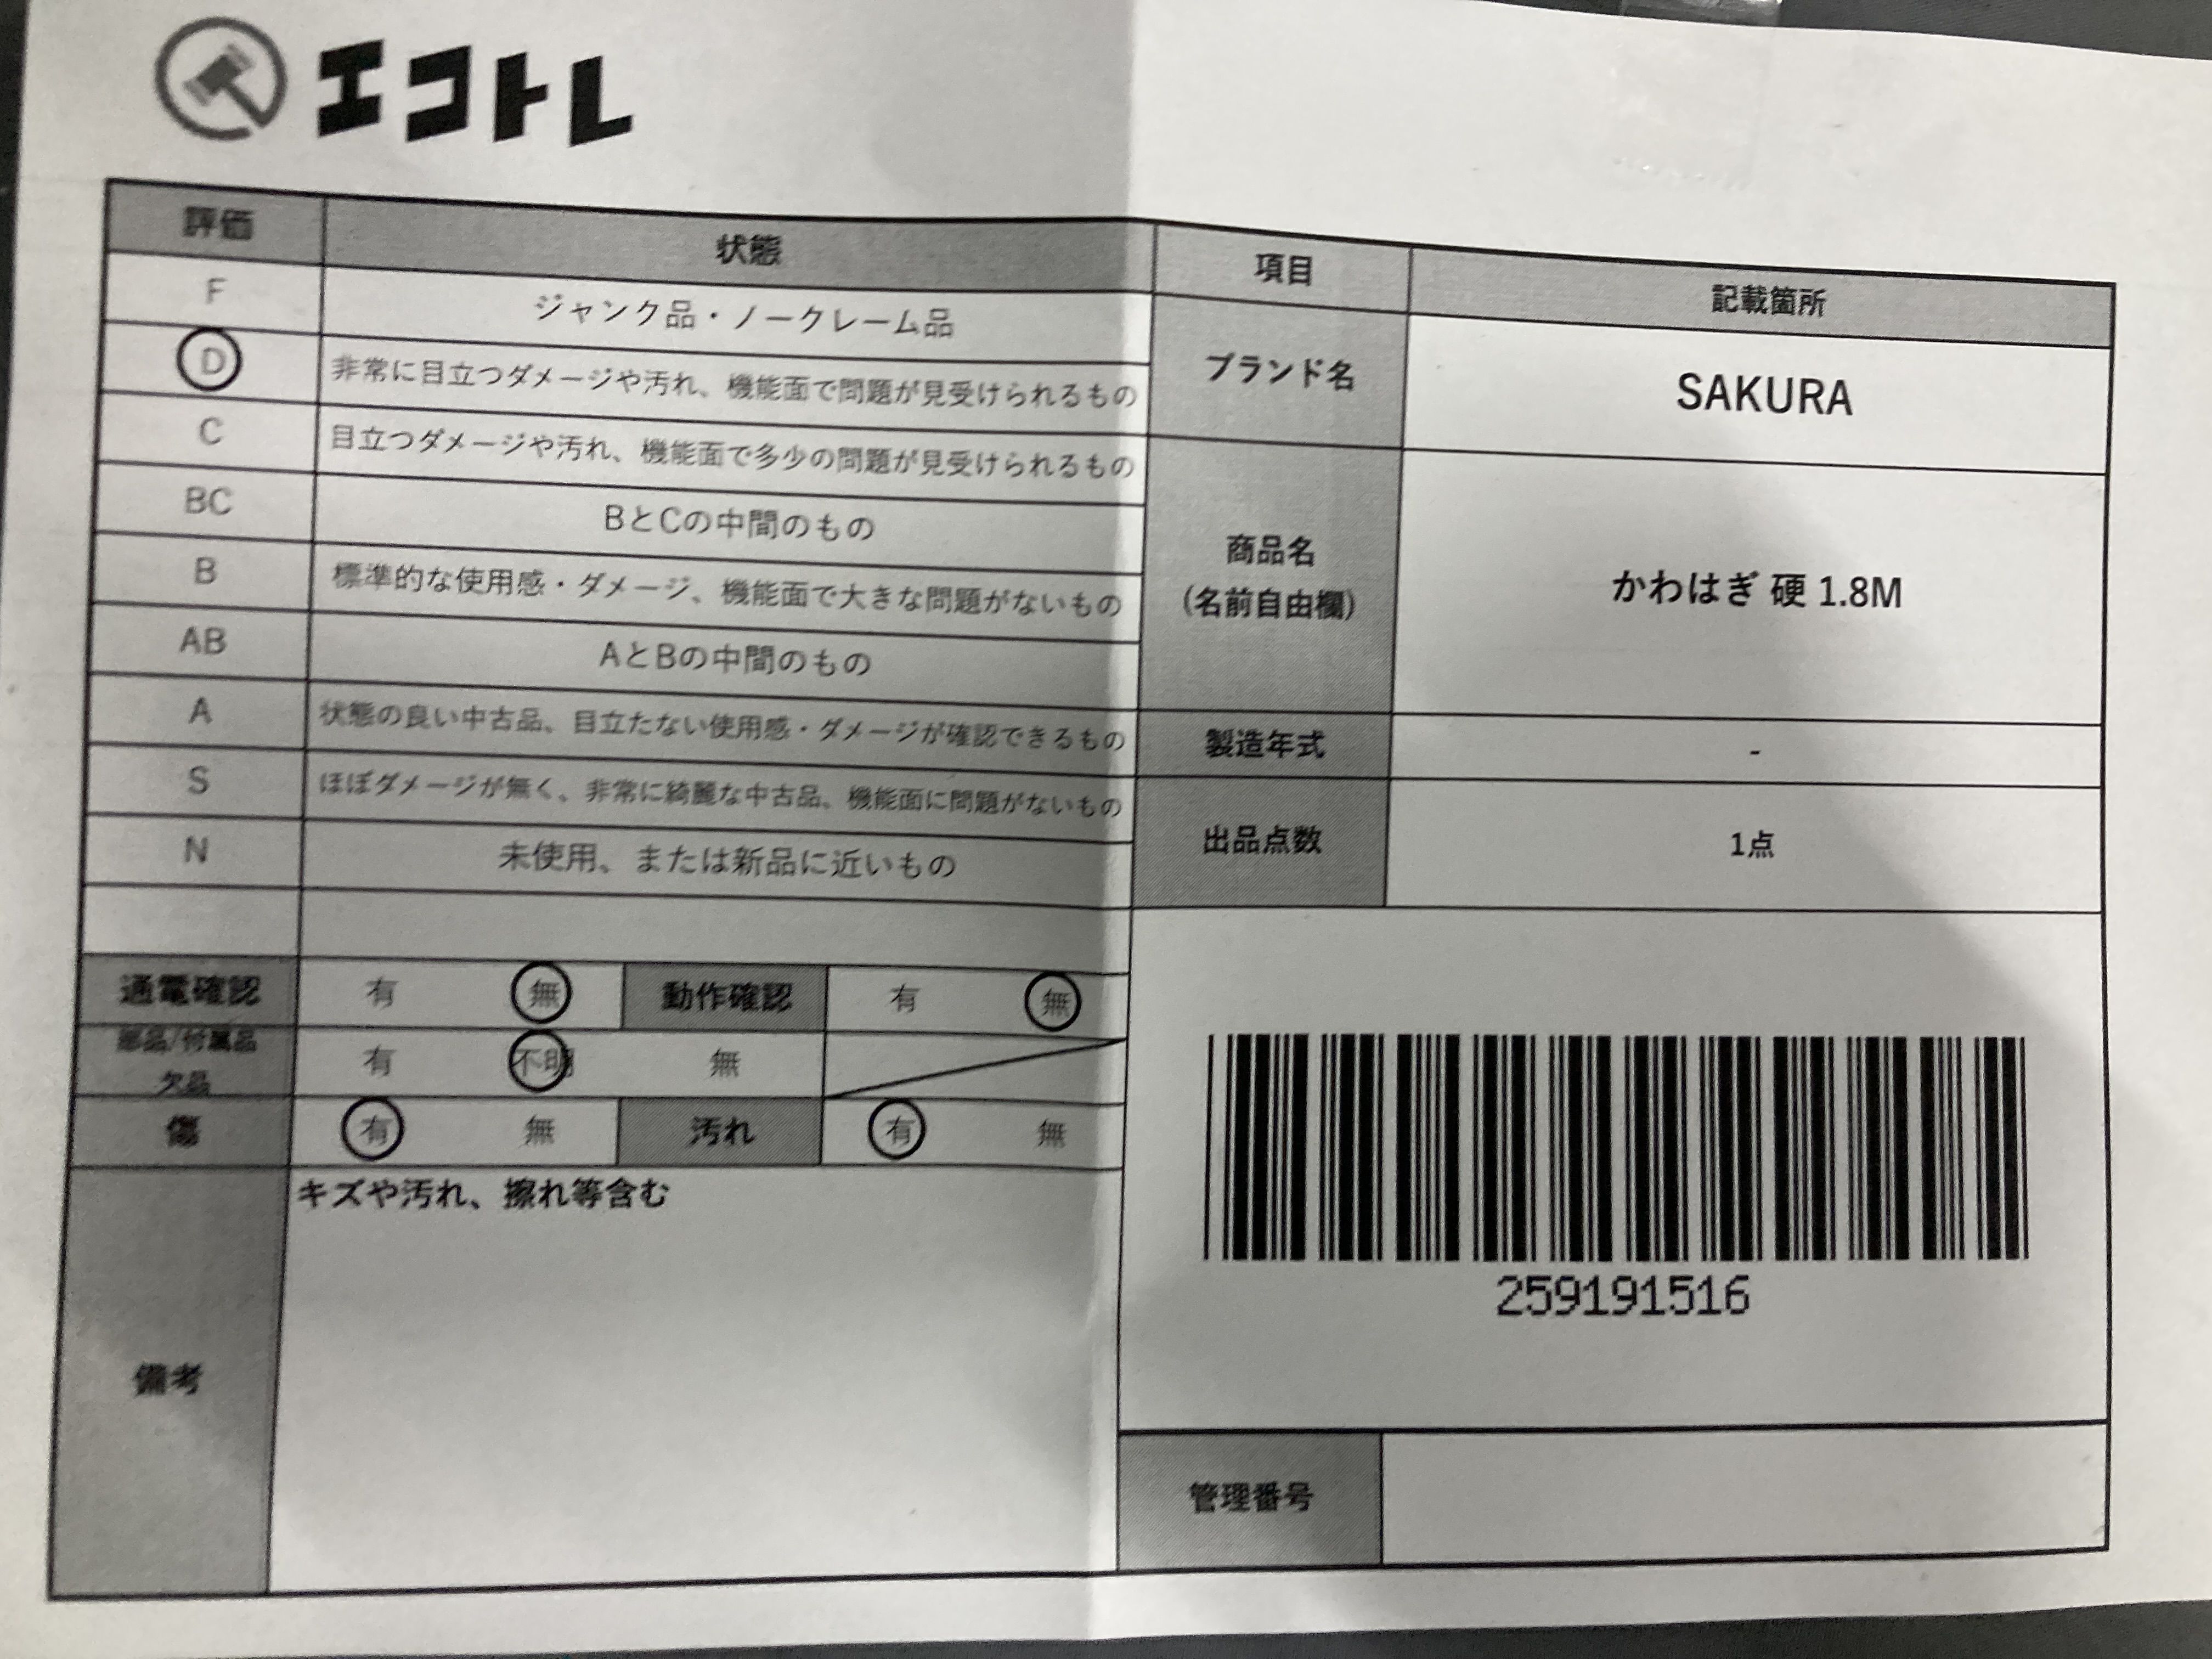 エコトレ
評価 状態
F ジャンク品・ノークレーム品
D 非常に目立つダメージや汚れ、機能面で問題が見受けられるもの
C 目立つダメージや汚れ、機能面で多少の問題が見受けられるもの
BC BとCの中間のもの
B 標準的な使用感・ダメージ、機能面で大きな問題がないもの
AB AとBの中間のもの
A 状態の良い中古品、目立たない使用感・ダメージが確認できるもの
S ほぼダメージが無く、非常に綺麗な中古品、機能面に問題がないもの
N 未使用、または新品に近いもの
通電確認 有 無 動作確認 有 無
部品/付属品
欠品 有 不明 無
傷 有 無 汚れ 有 無
備考 キズや汚れ、擦れ等含む
項目 記載箇所
ブランド名 SAKURA
商品名
(名前自由欄) かわはぎ 硬 1.8M
製造年式 -
出品点数 1点
259191516
管理番号